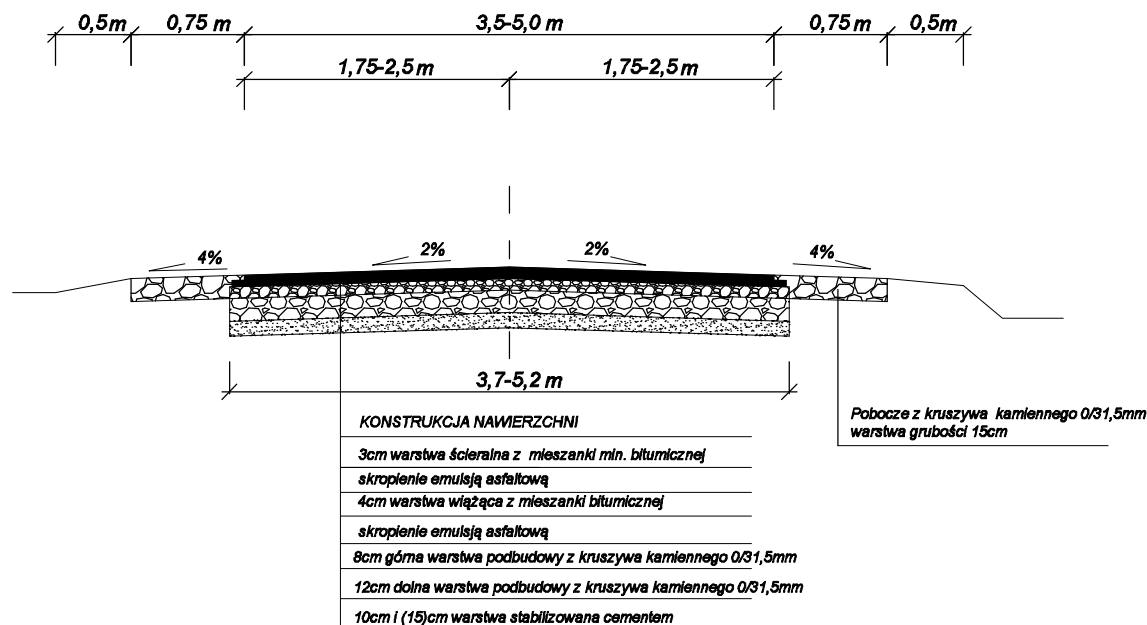 0,5m 0,75 m 3,5-5,0 m 0,75 m 0,5m
1,75-2,5 m 1,75-2,5 m
4% 2% 2% 4%
3,7-5,2 m
KONSTRUKCJA NAWIERZCHNI
3cm warstwa ścieralna z mieszanki min. bitumicznej
skropienie emulsją asfaltową
4cm warstwa wiążąca z mieszanki bitumicznej
skropienie emulsją asfaltową
8cm górna warstwa podbudowy z kruszywa kamiennego 0/31,5mm
12cm dolna warstwa podbudowy z kruszywa kamiennego 0/31,5mm
10cm i (15)cm warstwa stabilizowana cementem
Pobocze z kruszywa kamiennego 0/31,5mm
warstwa grubości 15cm